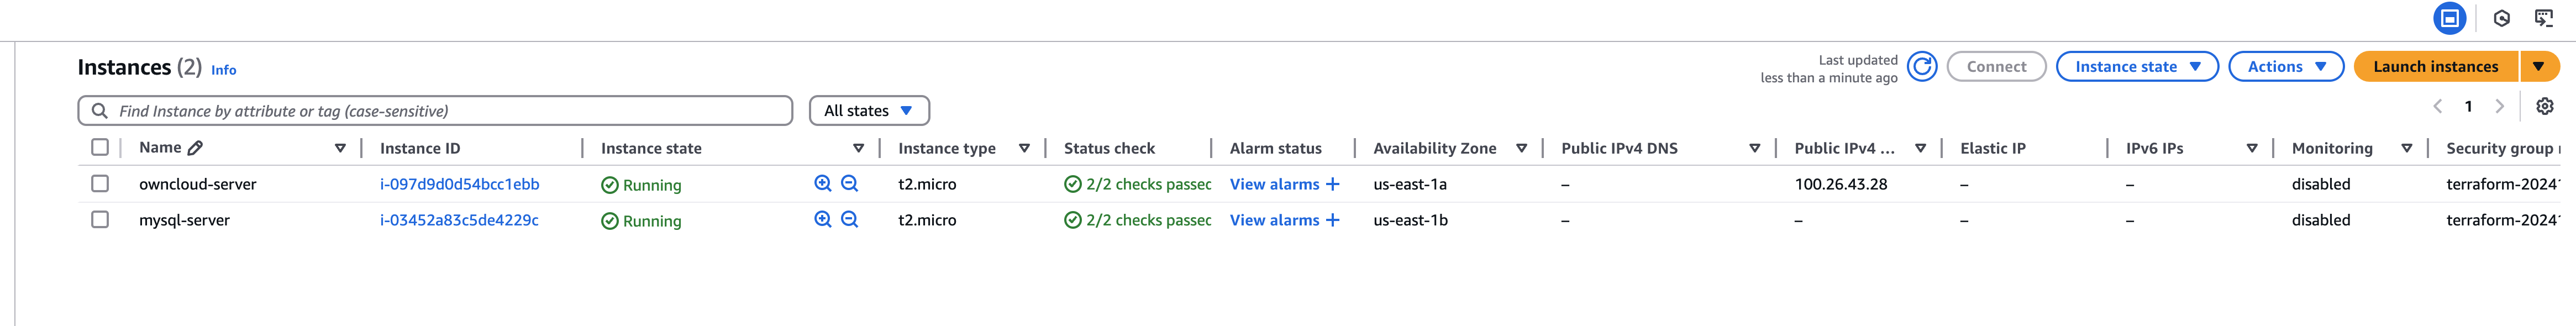 Instances (2) Info
Last updated
less than a minute ago
Connect
Instance state
Actions
Launch instances
Find Instance by attribute or tag (case-sensitive)
All states
1
Name Instance ID Instance state Instance type Status check Alarm status Availability Zone Public IPv4 DNS Public IPv4 ... Elastic IP IPv6 IPs Monitoring Security group
owncloud-server i-097d9d0d54bcc1ebb Running t2.micro 2/2 checks passec View alarms + us-east-1a – 100.26.43.28 – – disabled terraform-2024
mysql-server i-03452a83c5de4229c Running t2.micro 2/2 checks passec View alarms + us-east-1b – – – – disabled terraform-2024